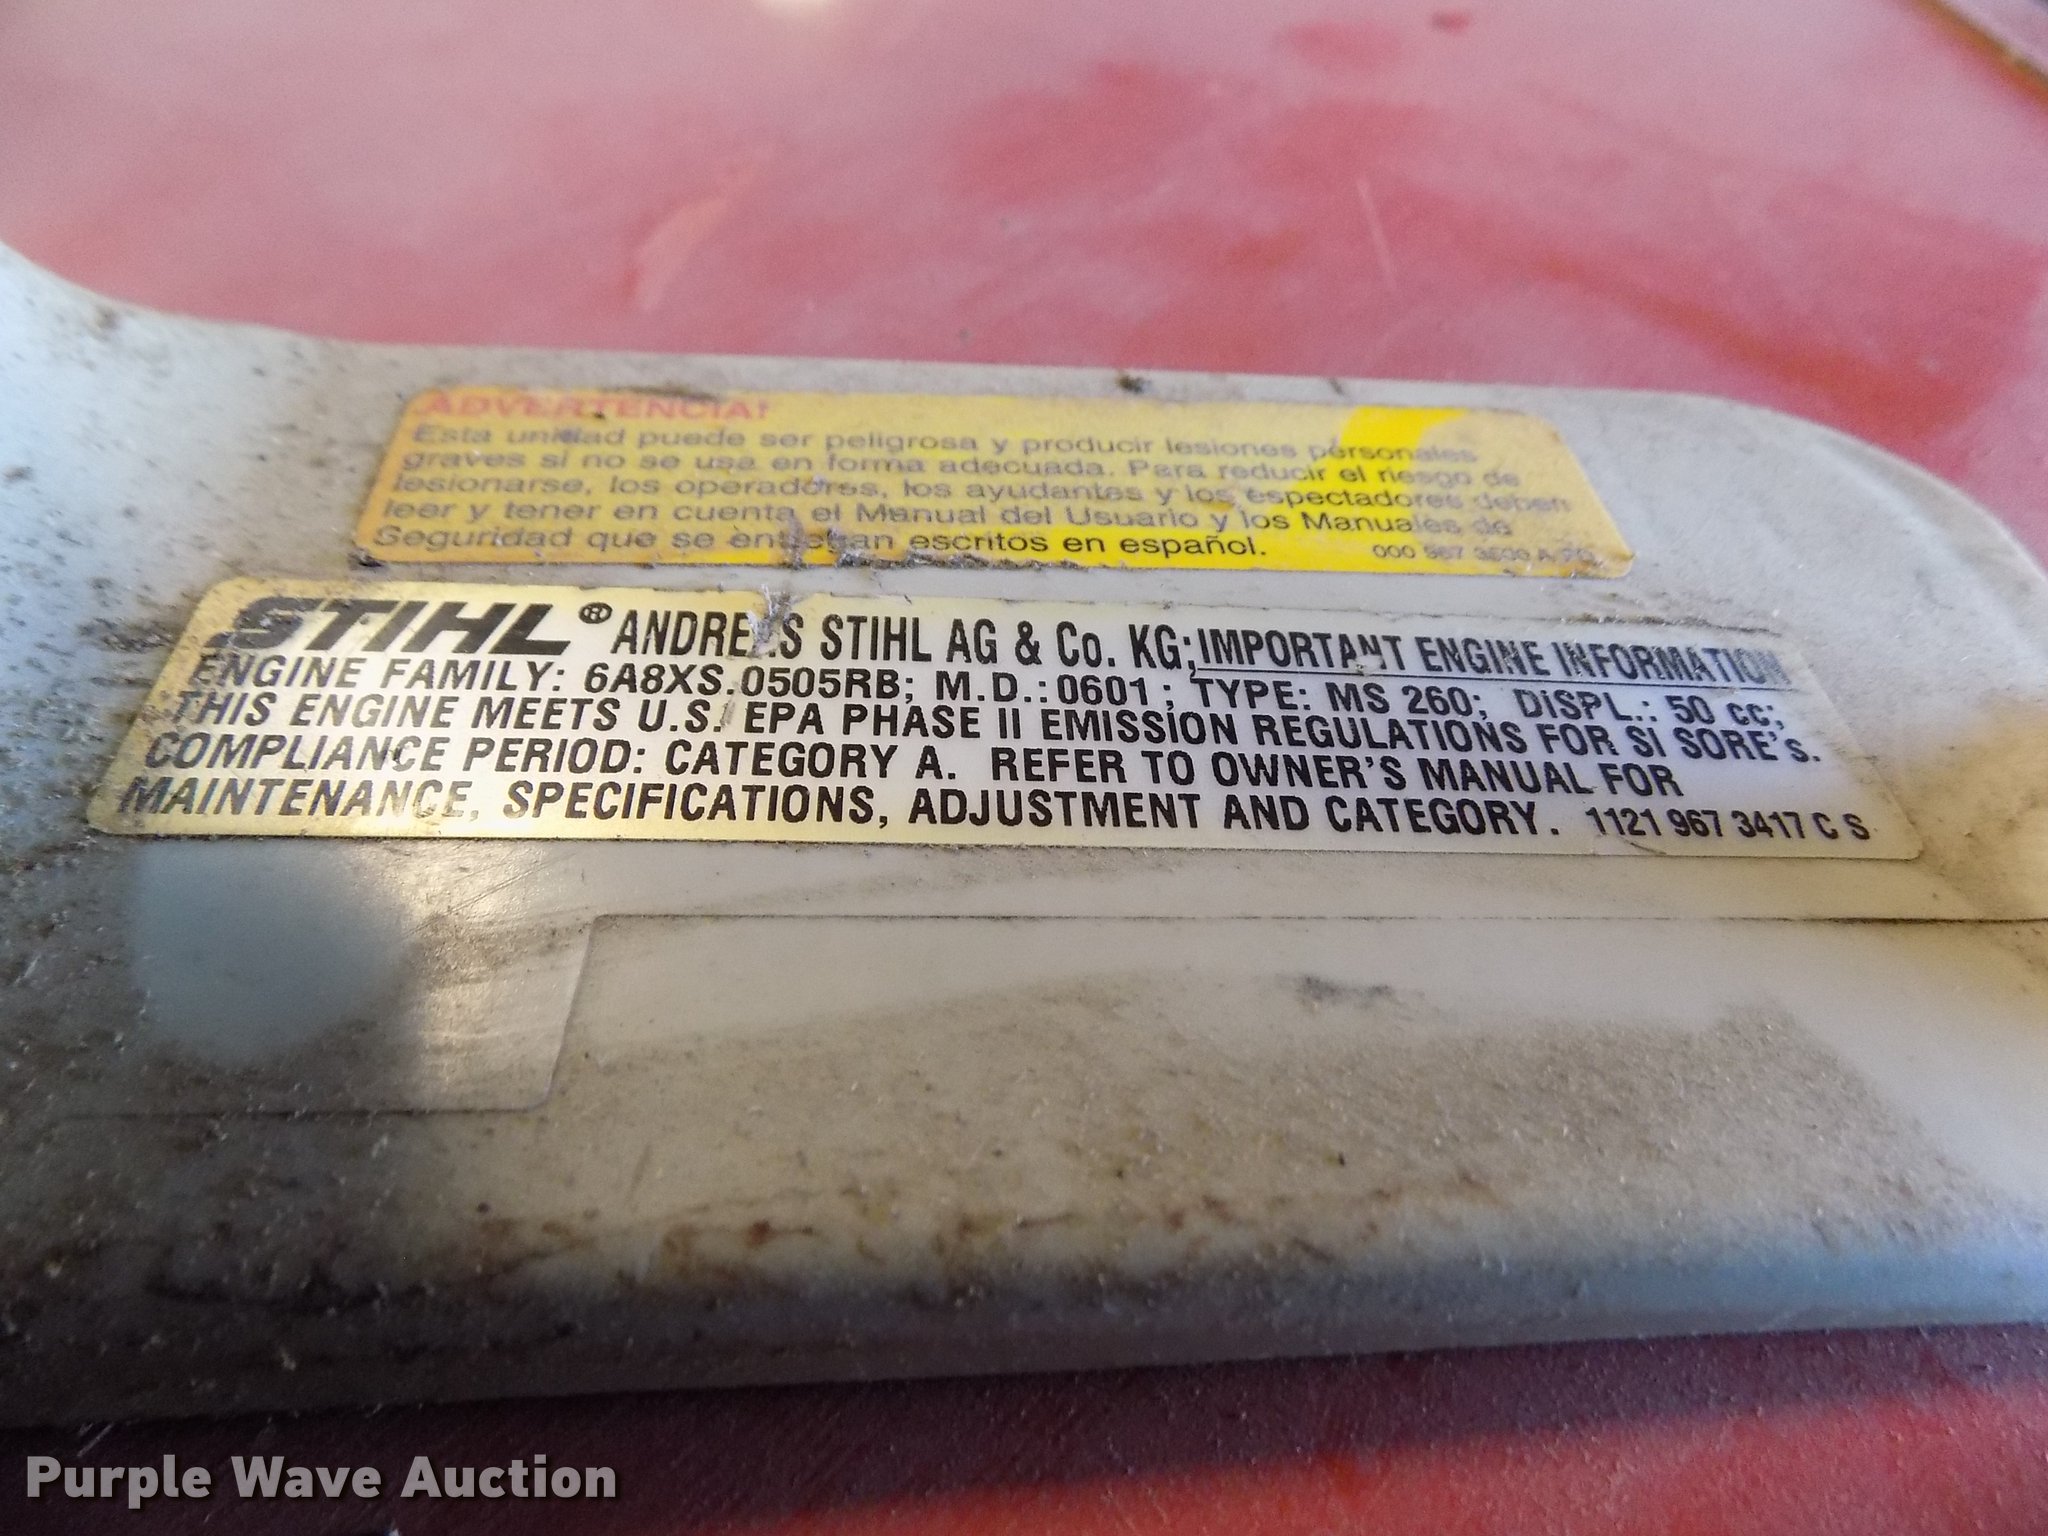 ADVERTENCIA!
Esta unidad puede ser peligrosa y producir lesiones personales
graves si no se usa en forma adecuada. Para reducir el riesgo de
lesionarse, los operadores, los ayudantes y los espectadores deben
leer y tener en cuenta el Manual del Usuario y los Manuales de
Seguridad que se entregan escritos en español.
000 967
STIHL® ANDREAS STIHL AG & Co. KG; IMPORTANT ENGINE INFORMATION
ENGINE FAMILY: 6A8XS.0505RB; M.D.:0601; TYPE: MS 260; DISPL.: 50 cc;
THIS ENGINE MEETS U.S. EPA PHASE II EMISSION REGULATIONS FOR SI SORE's.
COMPLIANCE PERIOD: CATEGORY A. REFER TO OWNER'S MANUAL FOR
MAINTENANCE, SPECIFICATIONS, ADJUSTMENT AND CATEGORY. 1121 967 3417 C S
Purple Wave Auction